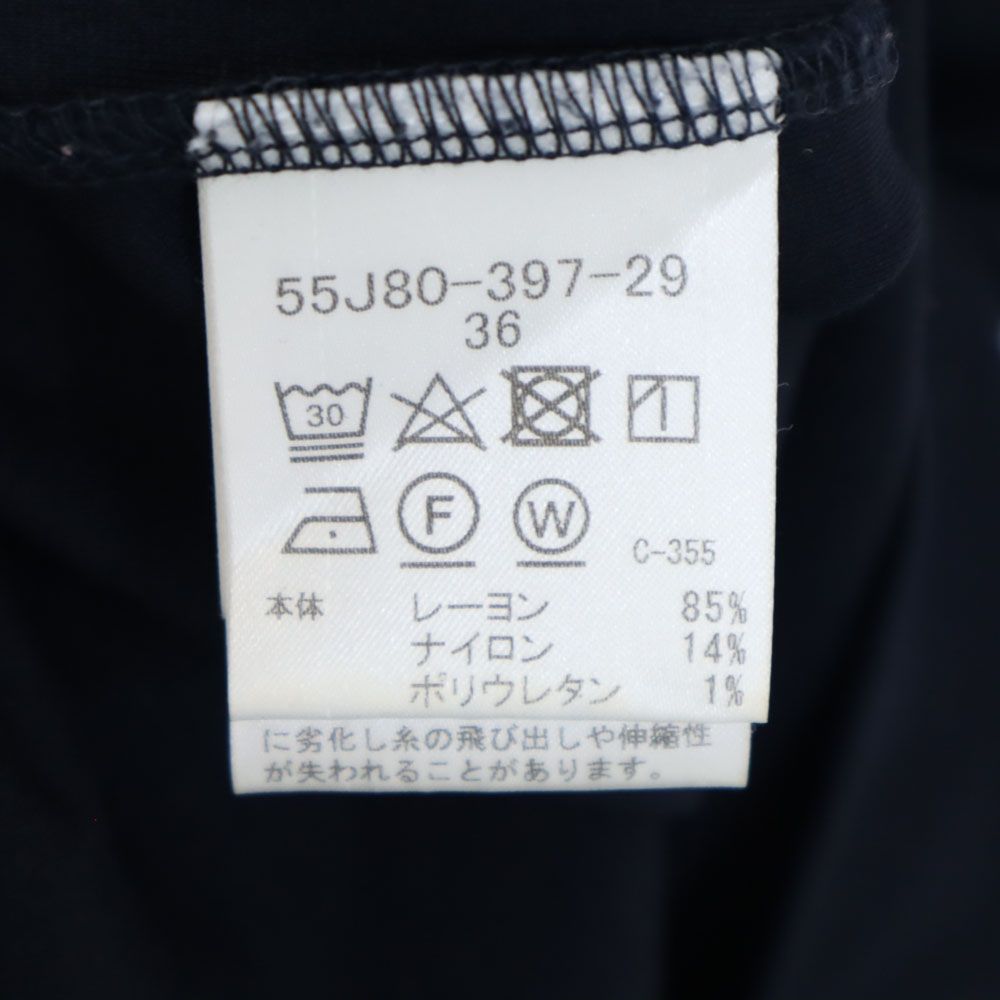 55J80-397-29
36
30
F W
C-355
本体 レーヨン 85%
ナイロン 14%
ポリウレタン 1%
に劣化し糸の飛び出しや伸縮性
が失われることがあります。